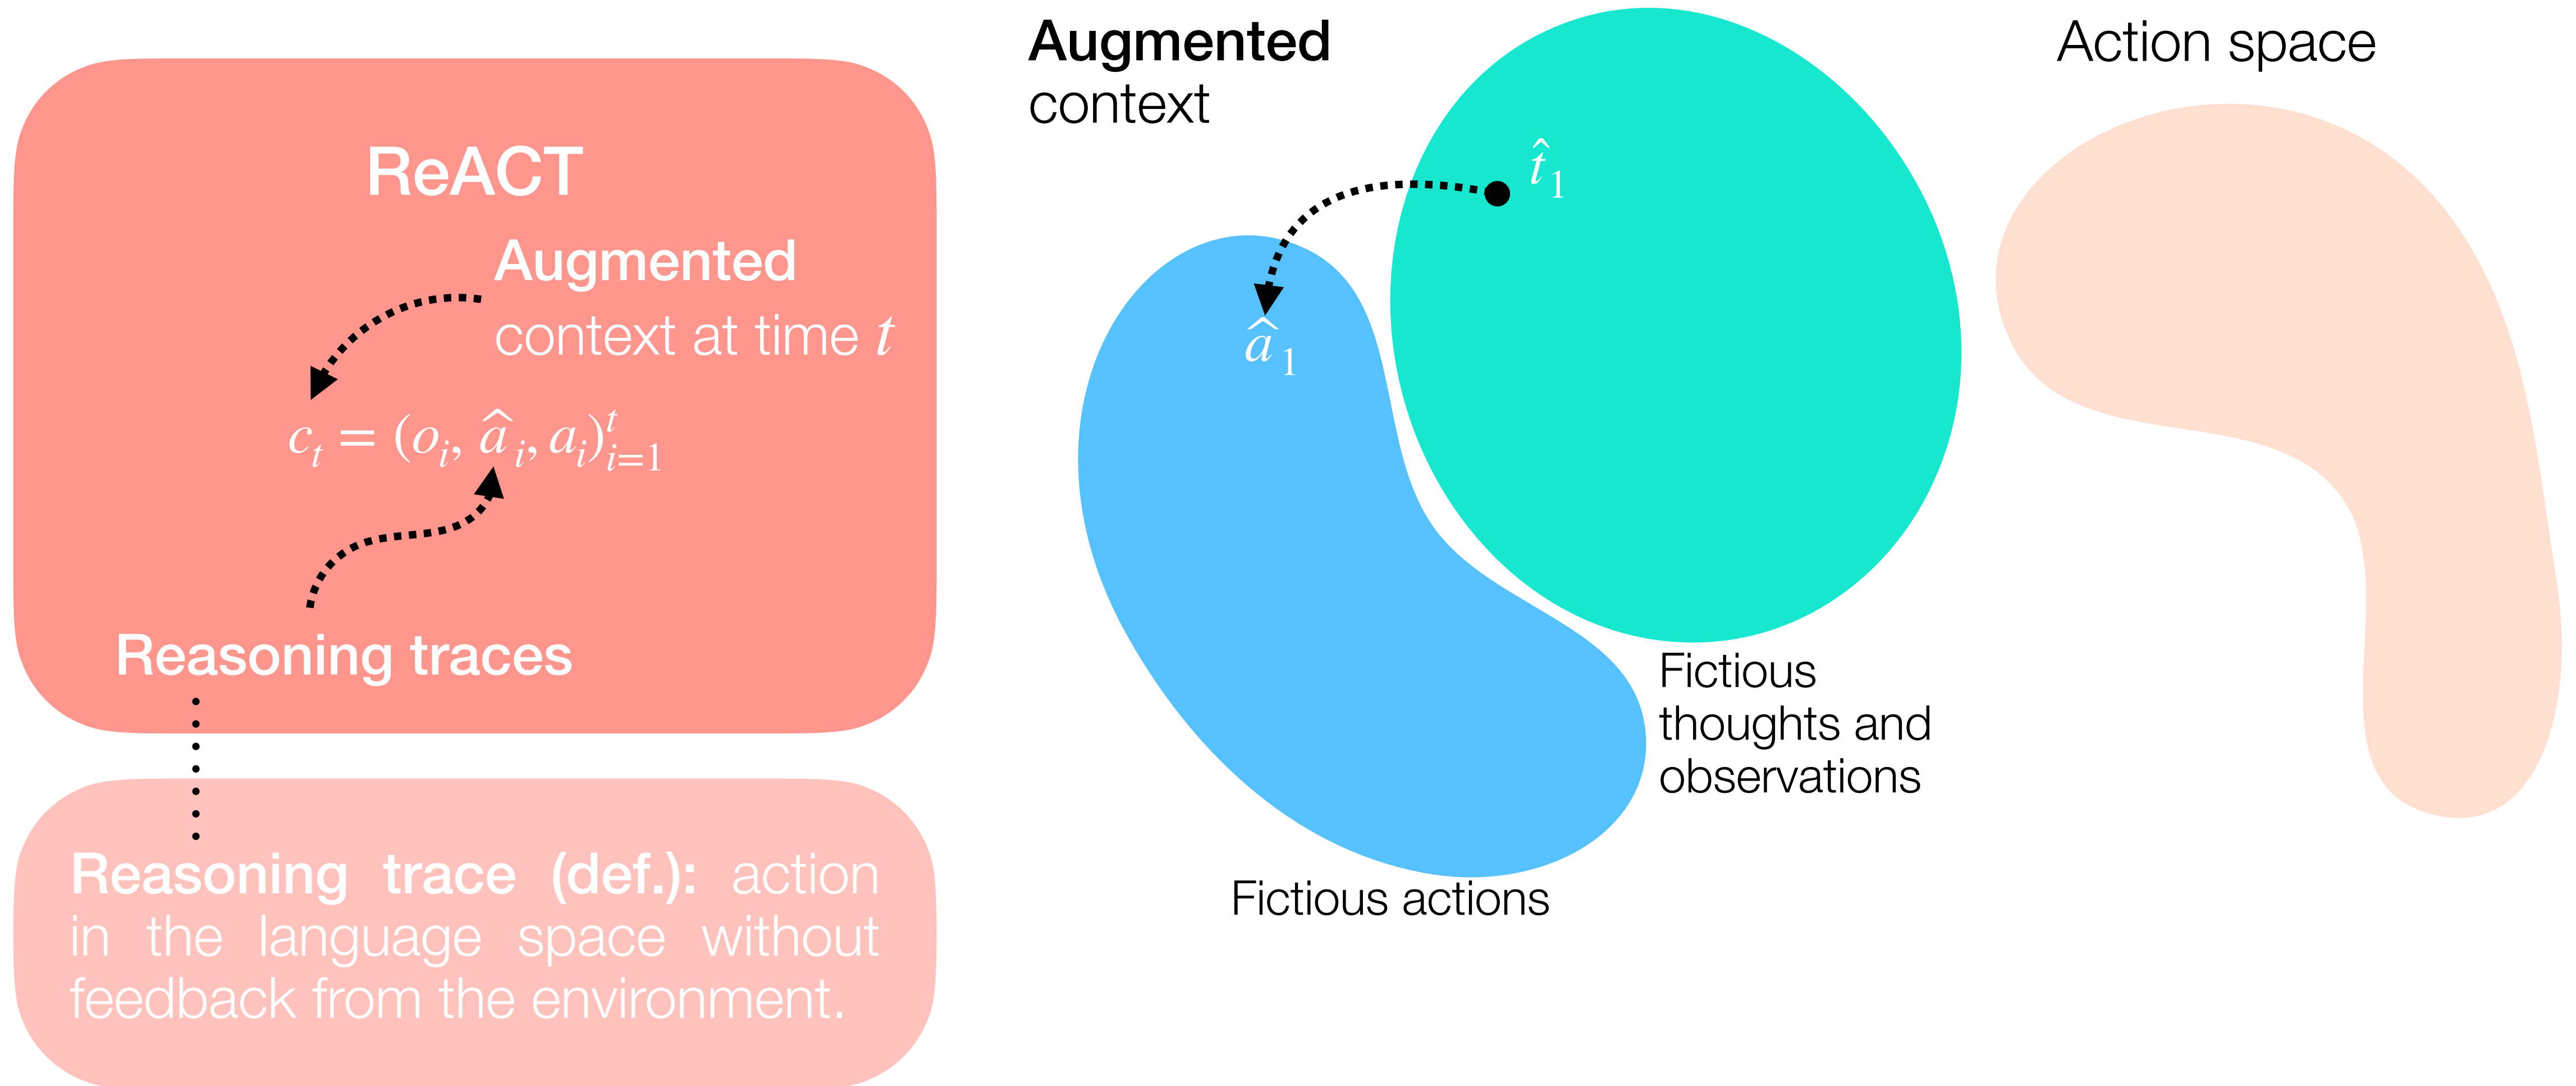 ReACT
Augmented
context at time t
c_t = (o_i, â_i, a_i)_{i=1}^t
Reasoning traces
Reasoning trace (def.): action
in the language space without
feedback from the environment.
Augmented
context
t̂_1
â_1
Fictious
thoughts and
observations
Fictious actions
Action space